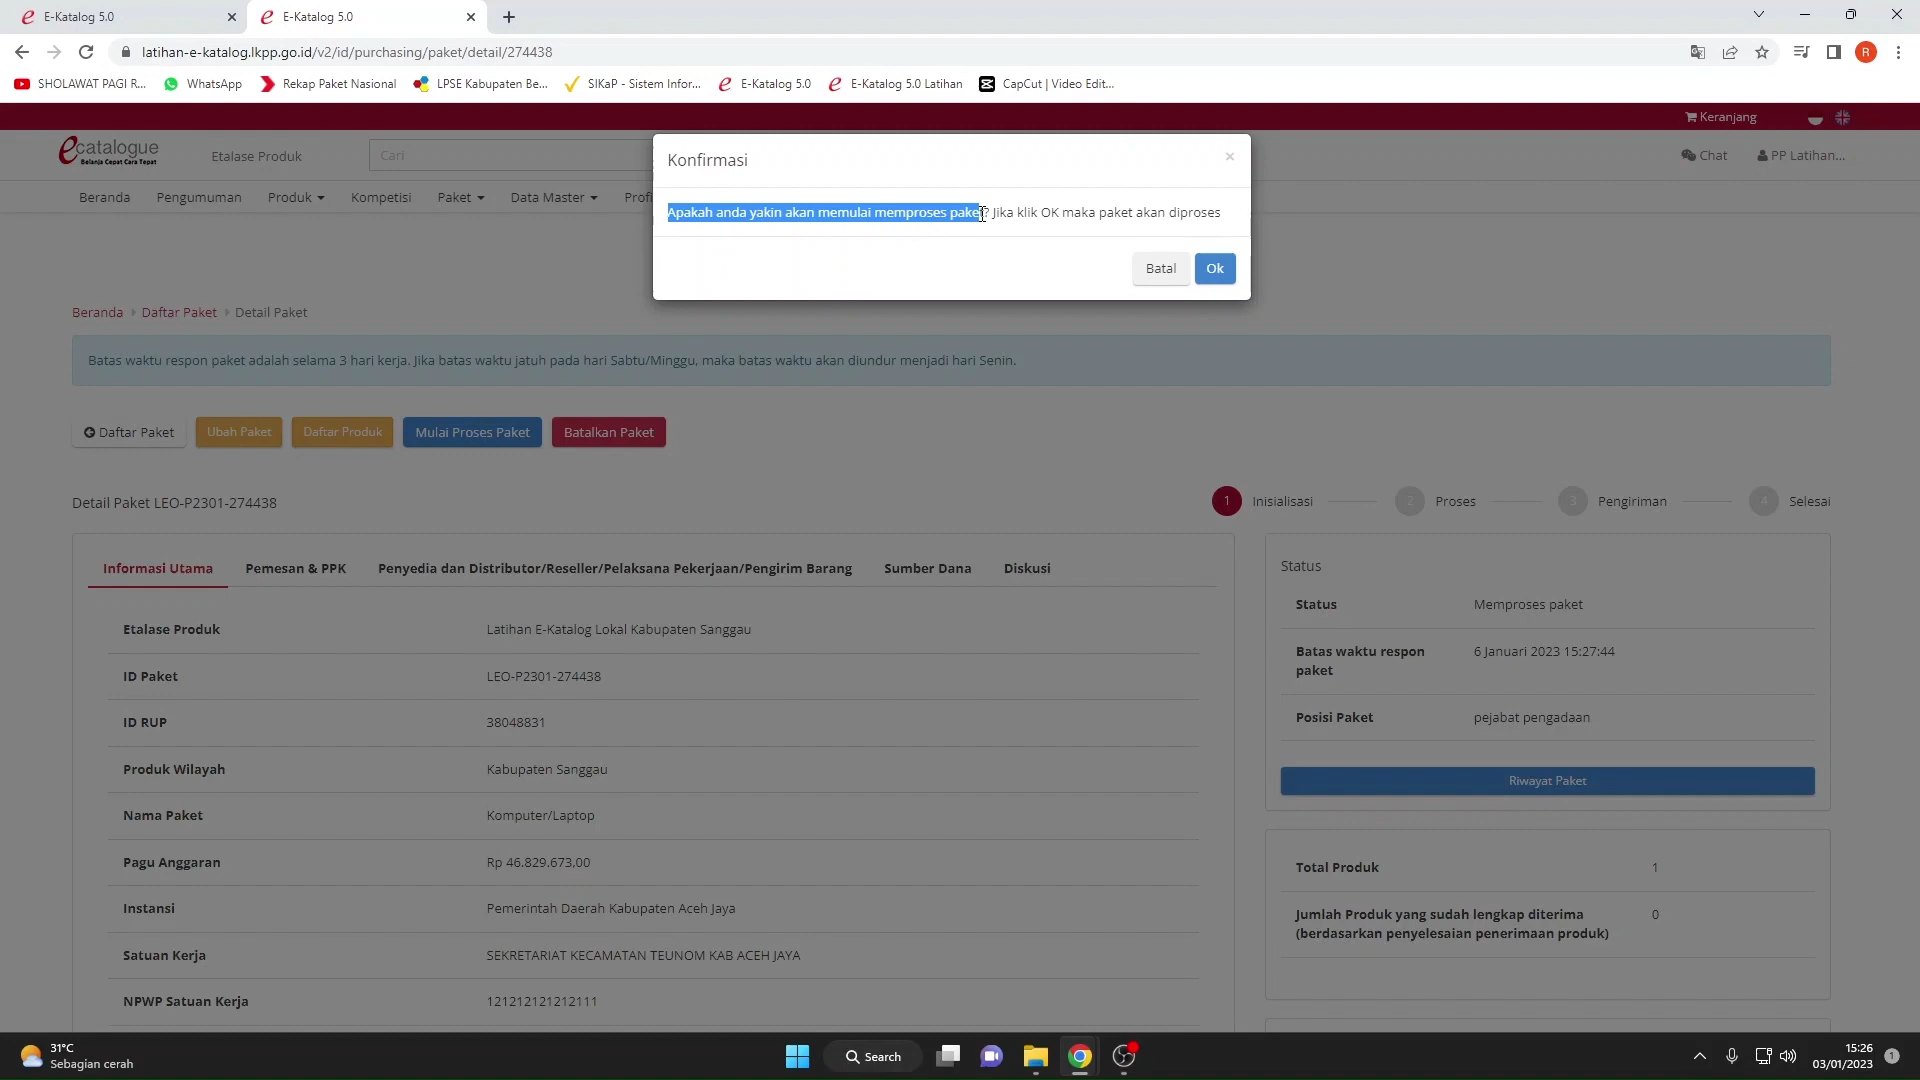 E-Katalog 5.0
E-Katalog 5.0
latihan-e-katalog.lkpp.go.id/v2/id/purchasing/paket/detail/274438
R
SHOLAWAT PAGI R...
WhatsApp
Rekap Paket Nasional
LPSE Kabupaten Be...
SIKaP - Sistem Infor...
E-Katalog 5.0
E-Katalog 5.0 Latihan
CapCut | Video Edit...
Keranjang
ecatalogue
Belanja Cepat Cara Tepat
Etalase Produk
Cari
Chat
PP Latihan...
Beranda
Pengumuman
Produk
Kompetisi
Paket
Data Master
Profi
Konfirmasi
×
Apakah anda yakin akan memulai memproses paket? Jika klik OK maka paket akan diproses
Batal
Ok
Beranda
Daftar Paket
Detail Paket
Batas waktu respon paket adalah selama 3 hari kerja. Jika batas waktu jatuh pada hari Sabtu/Minggu, maka batas waktu akan diundur menjadi hari Senin.
Daftar Paket
Ubah Paket
Daftar Produk
Mulai Proses Paket
Batalkan Paket
Detail Paket LEO-P2301-274438
1 Inisialisasi
2 Proses
3 Pengiriman
4 Selesai
Informasi Utama
Pemesan & PPK
Penyedia dan Distributor/Reseller/Pelaksana Pekerjaan/Pengirim Barang
Sumber Dana
Diskusi
Etalase Produk
Latihan E-Katalog Lokal Kabupaten Sanggau
ID Paket
LEO-P2301-274438
ID RUP
38048831
Produk Wilayah
Kabupaten Sanggau
Nama Paket
Komputer/Laptop
Pagu Anggaran
Rp 46.829.673,00
Instansi
Pemerintah Daerah Kabupaten Aceh Jaya
Satuan Kerja
SEKRETARIAT KECAMATAN TEUNOM KAB ACEH JAYA
NPWP Satuan Kerja
121212121212111
Status
Status
Memproses paket
Batas waktu respon
paket
6 Januari 2023 15:27:44
Posisi Paket
pejabat pengadaan
Riwayat Paket
Total Produk
1
Jumlah Produk yang sudah lengkap diterima
(berdasarkan penyelesaian penerimaan produk)
0
31°C
Sebagian cerah
Search
15:26
03/01/2023
1